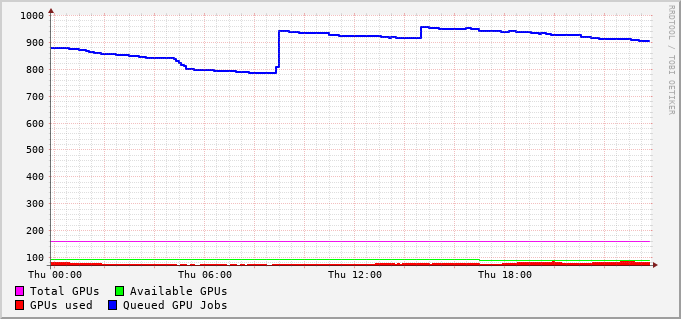 1000
900
800
700
600
500
400
300
200
100
Thu 00:00 Thu 06:00 Thu 12:00 Thu 18:00
Total GPUs Available GPUs
GPUs used Queued GPU Jobs
RRDTOOL / TOBI OETIKER